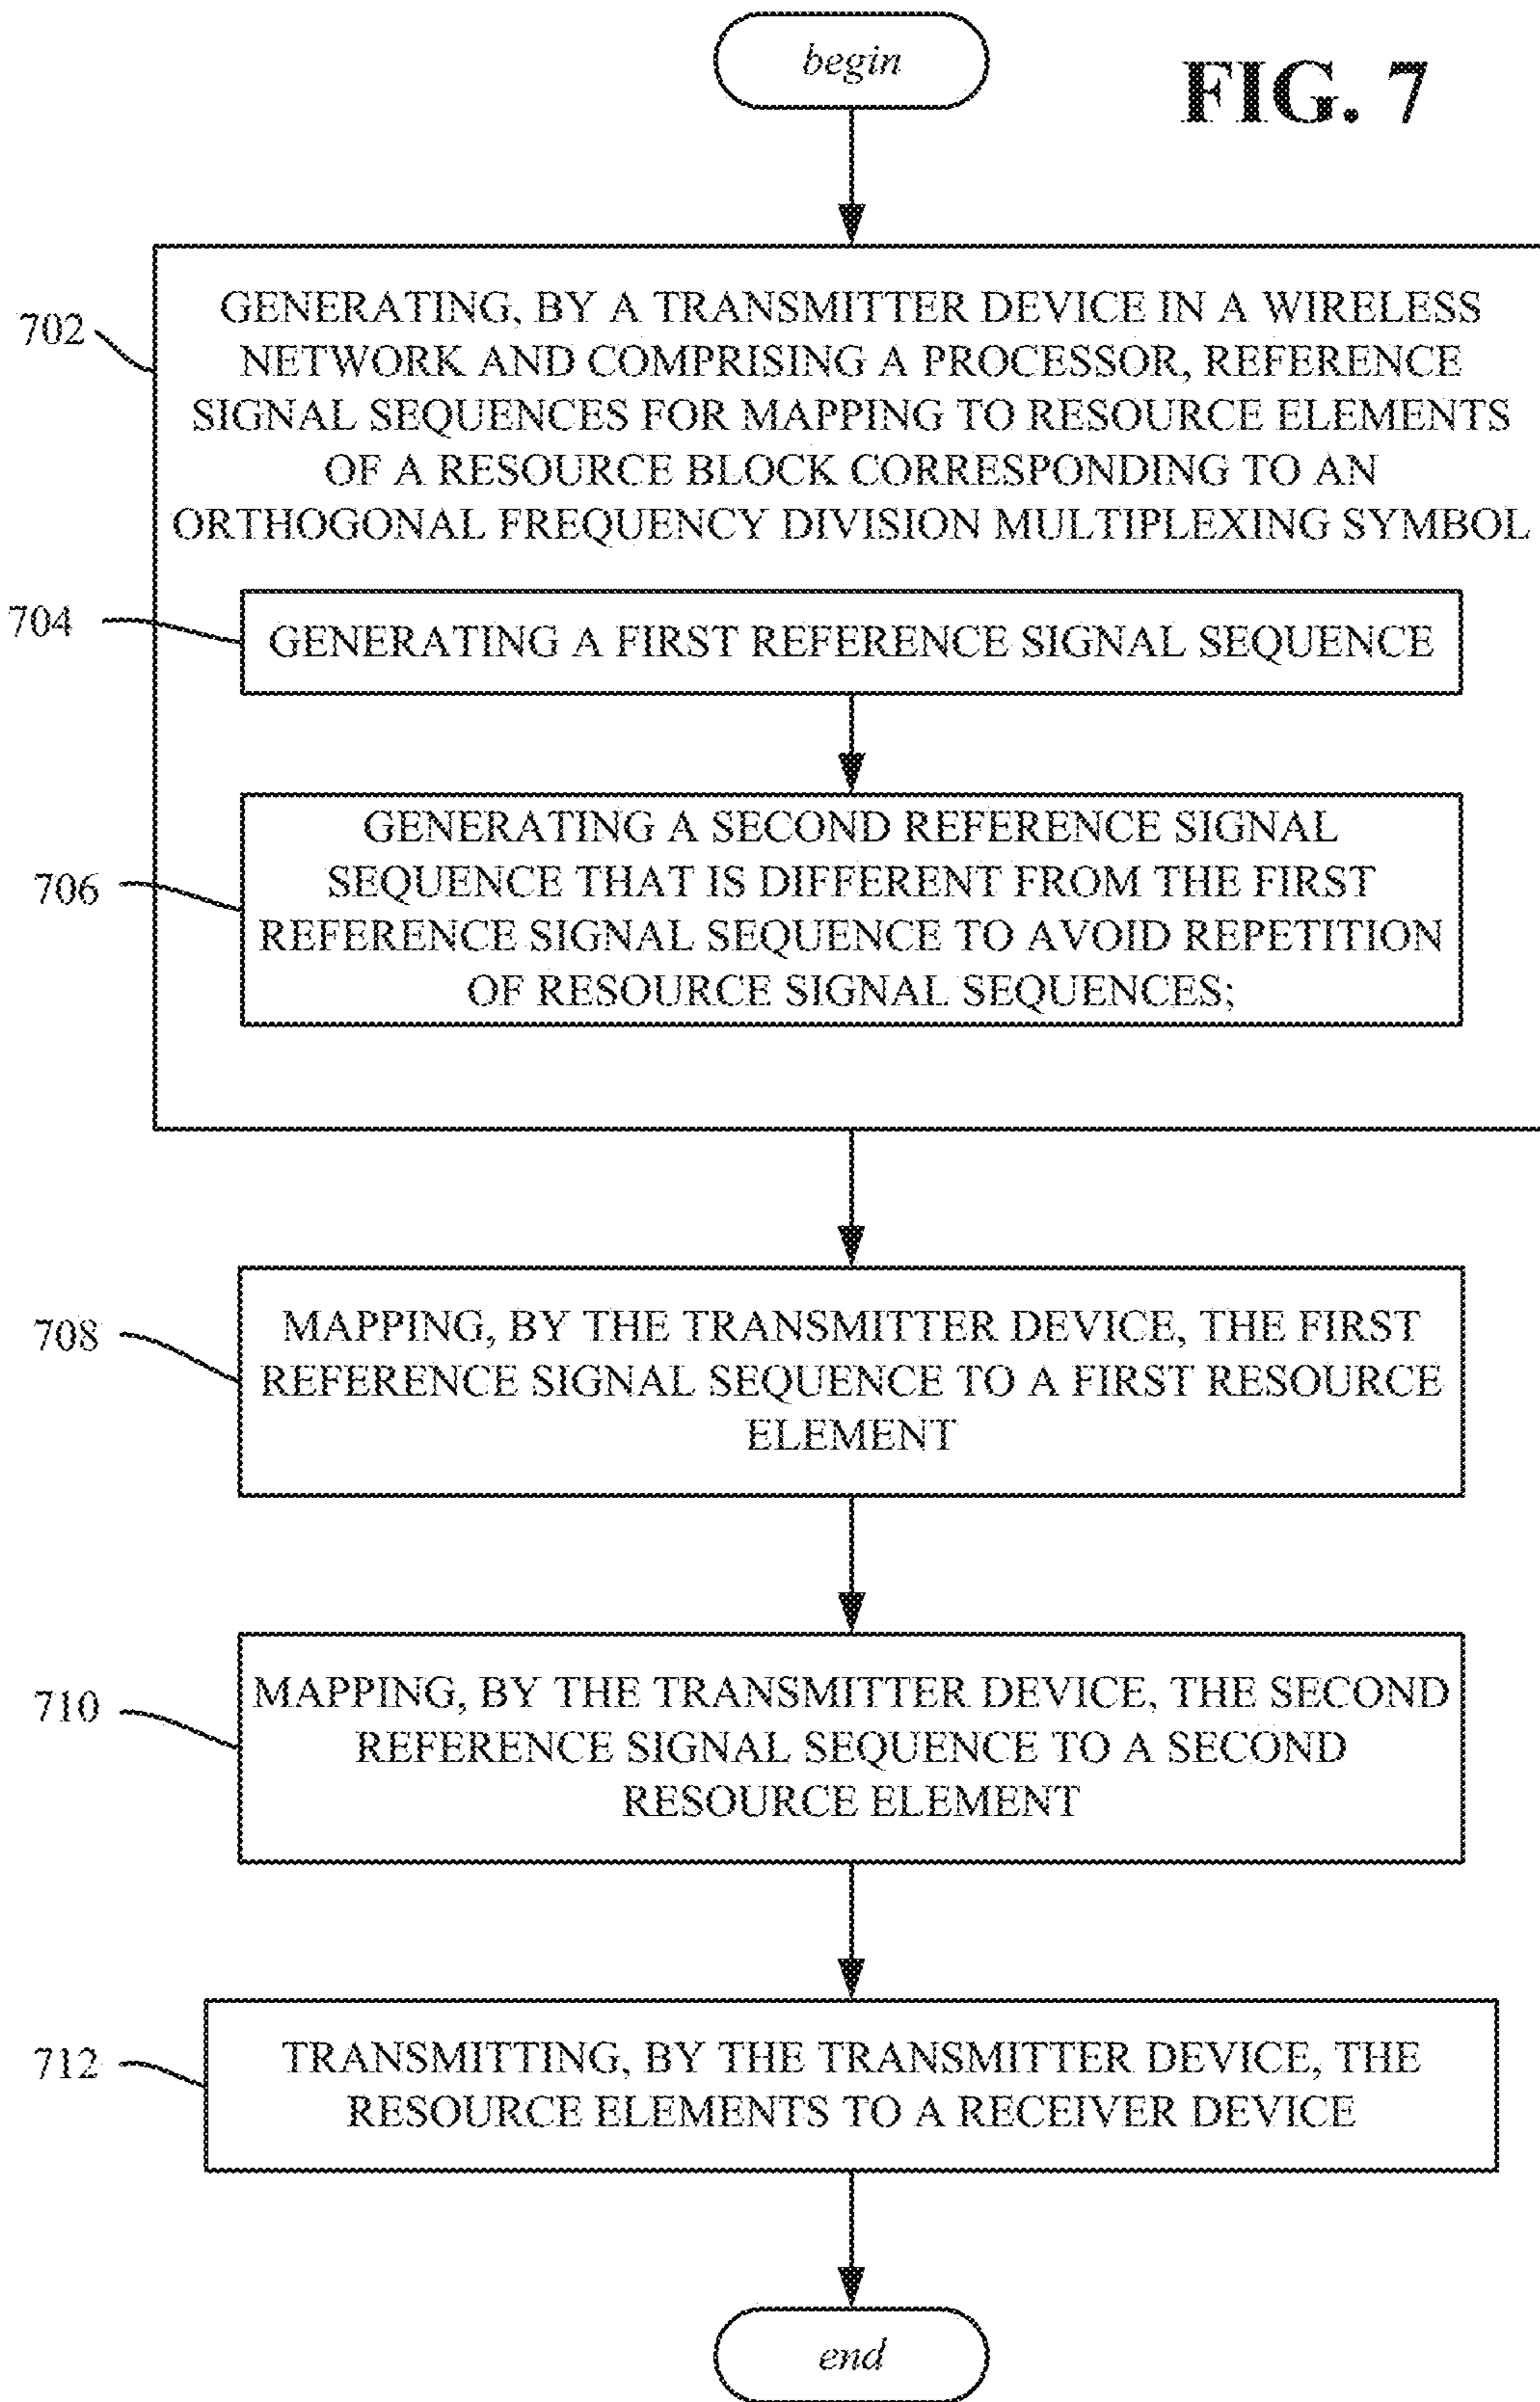 begin
FIG. 7
702
GENERATING, BY A TRANSMITTER DEVICE IN A WIRELESS
NETWORK AND COMPRISING A PROCESSOR, REFERENCE
SIGNAL SEQUENCES FOR MAPPING TO RESOURCE ELEMENTS
OF A RESOURCE BLOCK CORRESPONDING TO AN
ORTHOGONAL FREQUENCY DIVISION MULTIPLEXING SYMBOL
704
GENERATING A FIRST REFERENCE SIGNAL SEQUENCE
706
GENERATING A SECOND REFERENCE SIGNAL
SEQUENCE THAT IS DIFFERENT FROM THE FIRST
REFERENCE SIGNAL SEQUENCE TO AVOID REPETITION
OF RESOURCE SIGNAL SEQUENCES;
708
MAPPING, BY THE TRANSMITTER DEVICE, THE FIRST
REFERENCE SIGNAL SEQUENCE TO A FIRST RESOURCE
ELEMENT
710
MAPPING, BY THE TRANSMITTER DEVICE, THE SECOND
REFERENCE SIGNAL SEQUENCE TO A SECOND
RESOURCE ELEMENT
712
TRANSMITTING, BY THE TRANSMITTER DEVICE, THE
RESOURCE ELEMENTS TO A RECEIVER DEVICE
end